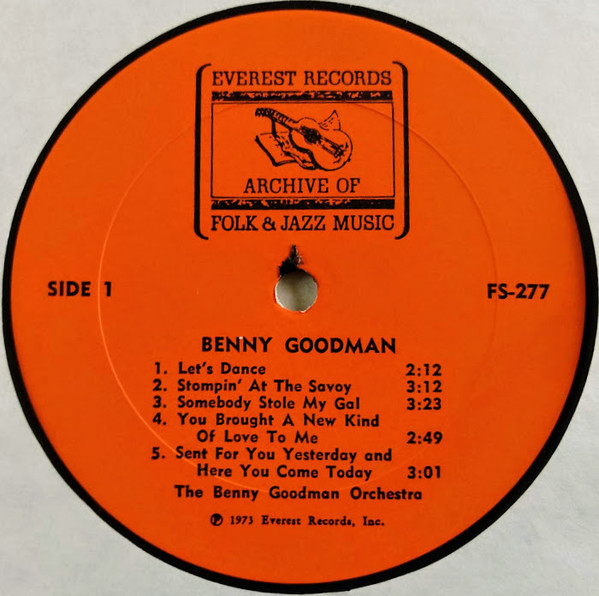 EVEREST RECORDS
ARCHIVE OF
FOLK & JAZZ MUSIC
SIDE 1
FS-277
BENNY GOODMAN
1. Let's Dance 2:12
2. Stompin' At The Savoy 3:12
3. Somebody Stole My Gal 3:23
4. You Brought A New Kind
Of Love To Me 2:49
5. Sent For You Yesterday and
Here You Come Today 3:01
The Benny Goodman Orchestra
℗ 1973 Everest Records, Inc.